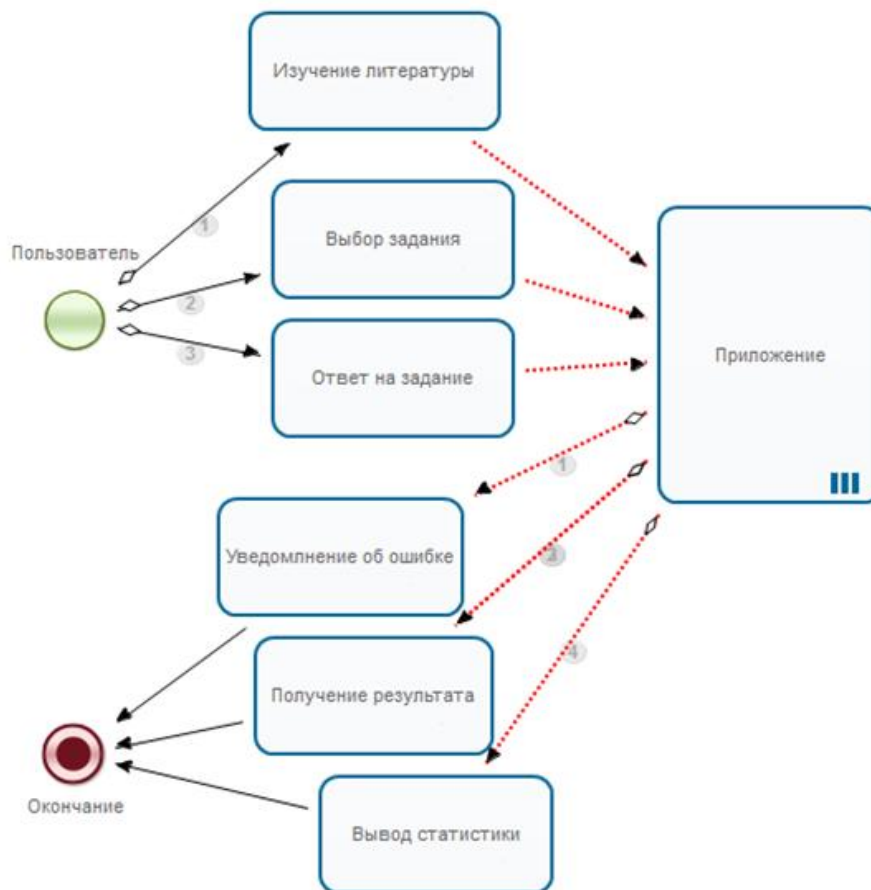 Изучение литературы
1
Выбор задания
Пользователь
2
3
Ответ на задание
Приложение
1
Уведомлнение об ошибке
Получение результата
4
Окончание
Вывод статистики